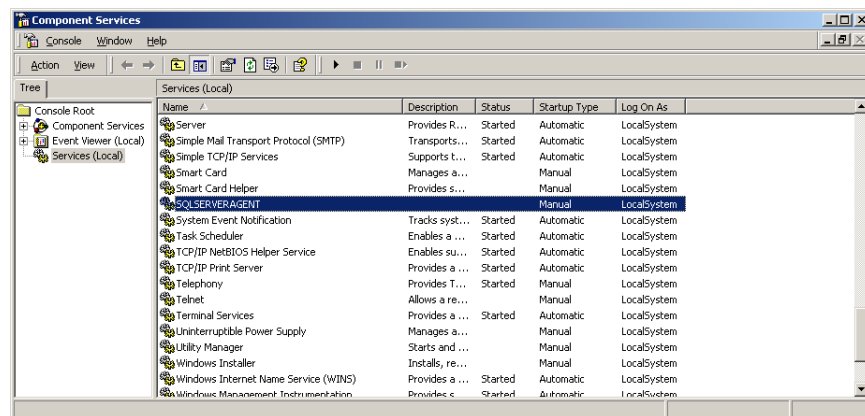 Component Services
Console Window Help
Action View
Tree
Services (Local)
Console Root
Component Services
Event Viewer (Local)
Services (Local)
Name Description Status Startup Type Log On As
Server Provides R... Started Automatic LocalSystem
Simple Mail Transport Protocol (SMTP) Transports... Started Automatic LocalSystem
Simple TCP/IP Services Supports t... Started Automatic LocalSystem
Smart Card Manages a... Manual LocalSystem
Smart Card Helper Provides s... Manual LocalSystem
SQLSERVERAGENT Manual LocalSystem
System Event Notification Tracks syst... Started Automatic LocalSystem
Task Scheduler Enables a ... Started Automatic LocalSystem
TCP/IP NetBIOS Helper Service Enables su... Started Automatic LocalSystem
TCP/IP Print Server Provides a ... Started Automatic LocalSystem
Telephony Provides T... Started Manual LocalSystem
Telnet Allows a re... Manual LocalSystem
Terminal Services Provides a ... Started Automatic LocalSystem
Uninterruptible Power Supply Manages a... Manual LocalSystem
Utility Manager Starts and ... Manual LocalSystem
Windows Installer Installs, re... Manual LocalSystem
Windows Internet Name Service (WINS) Provides a ... Started Automatic LocalSystem
Windows Management Instrumentation Provides s... Started Automatic LocalSystem